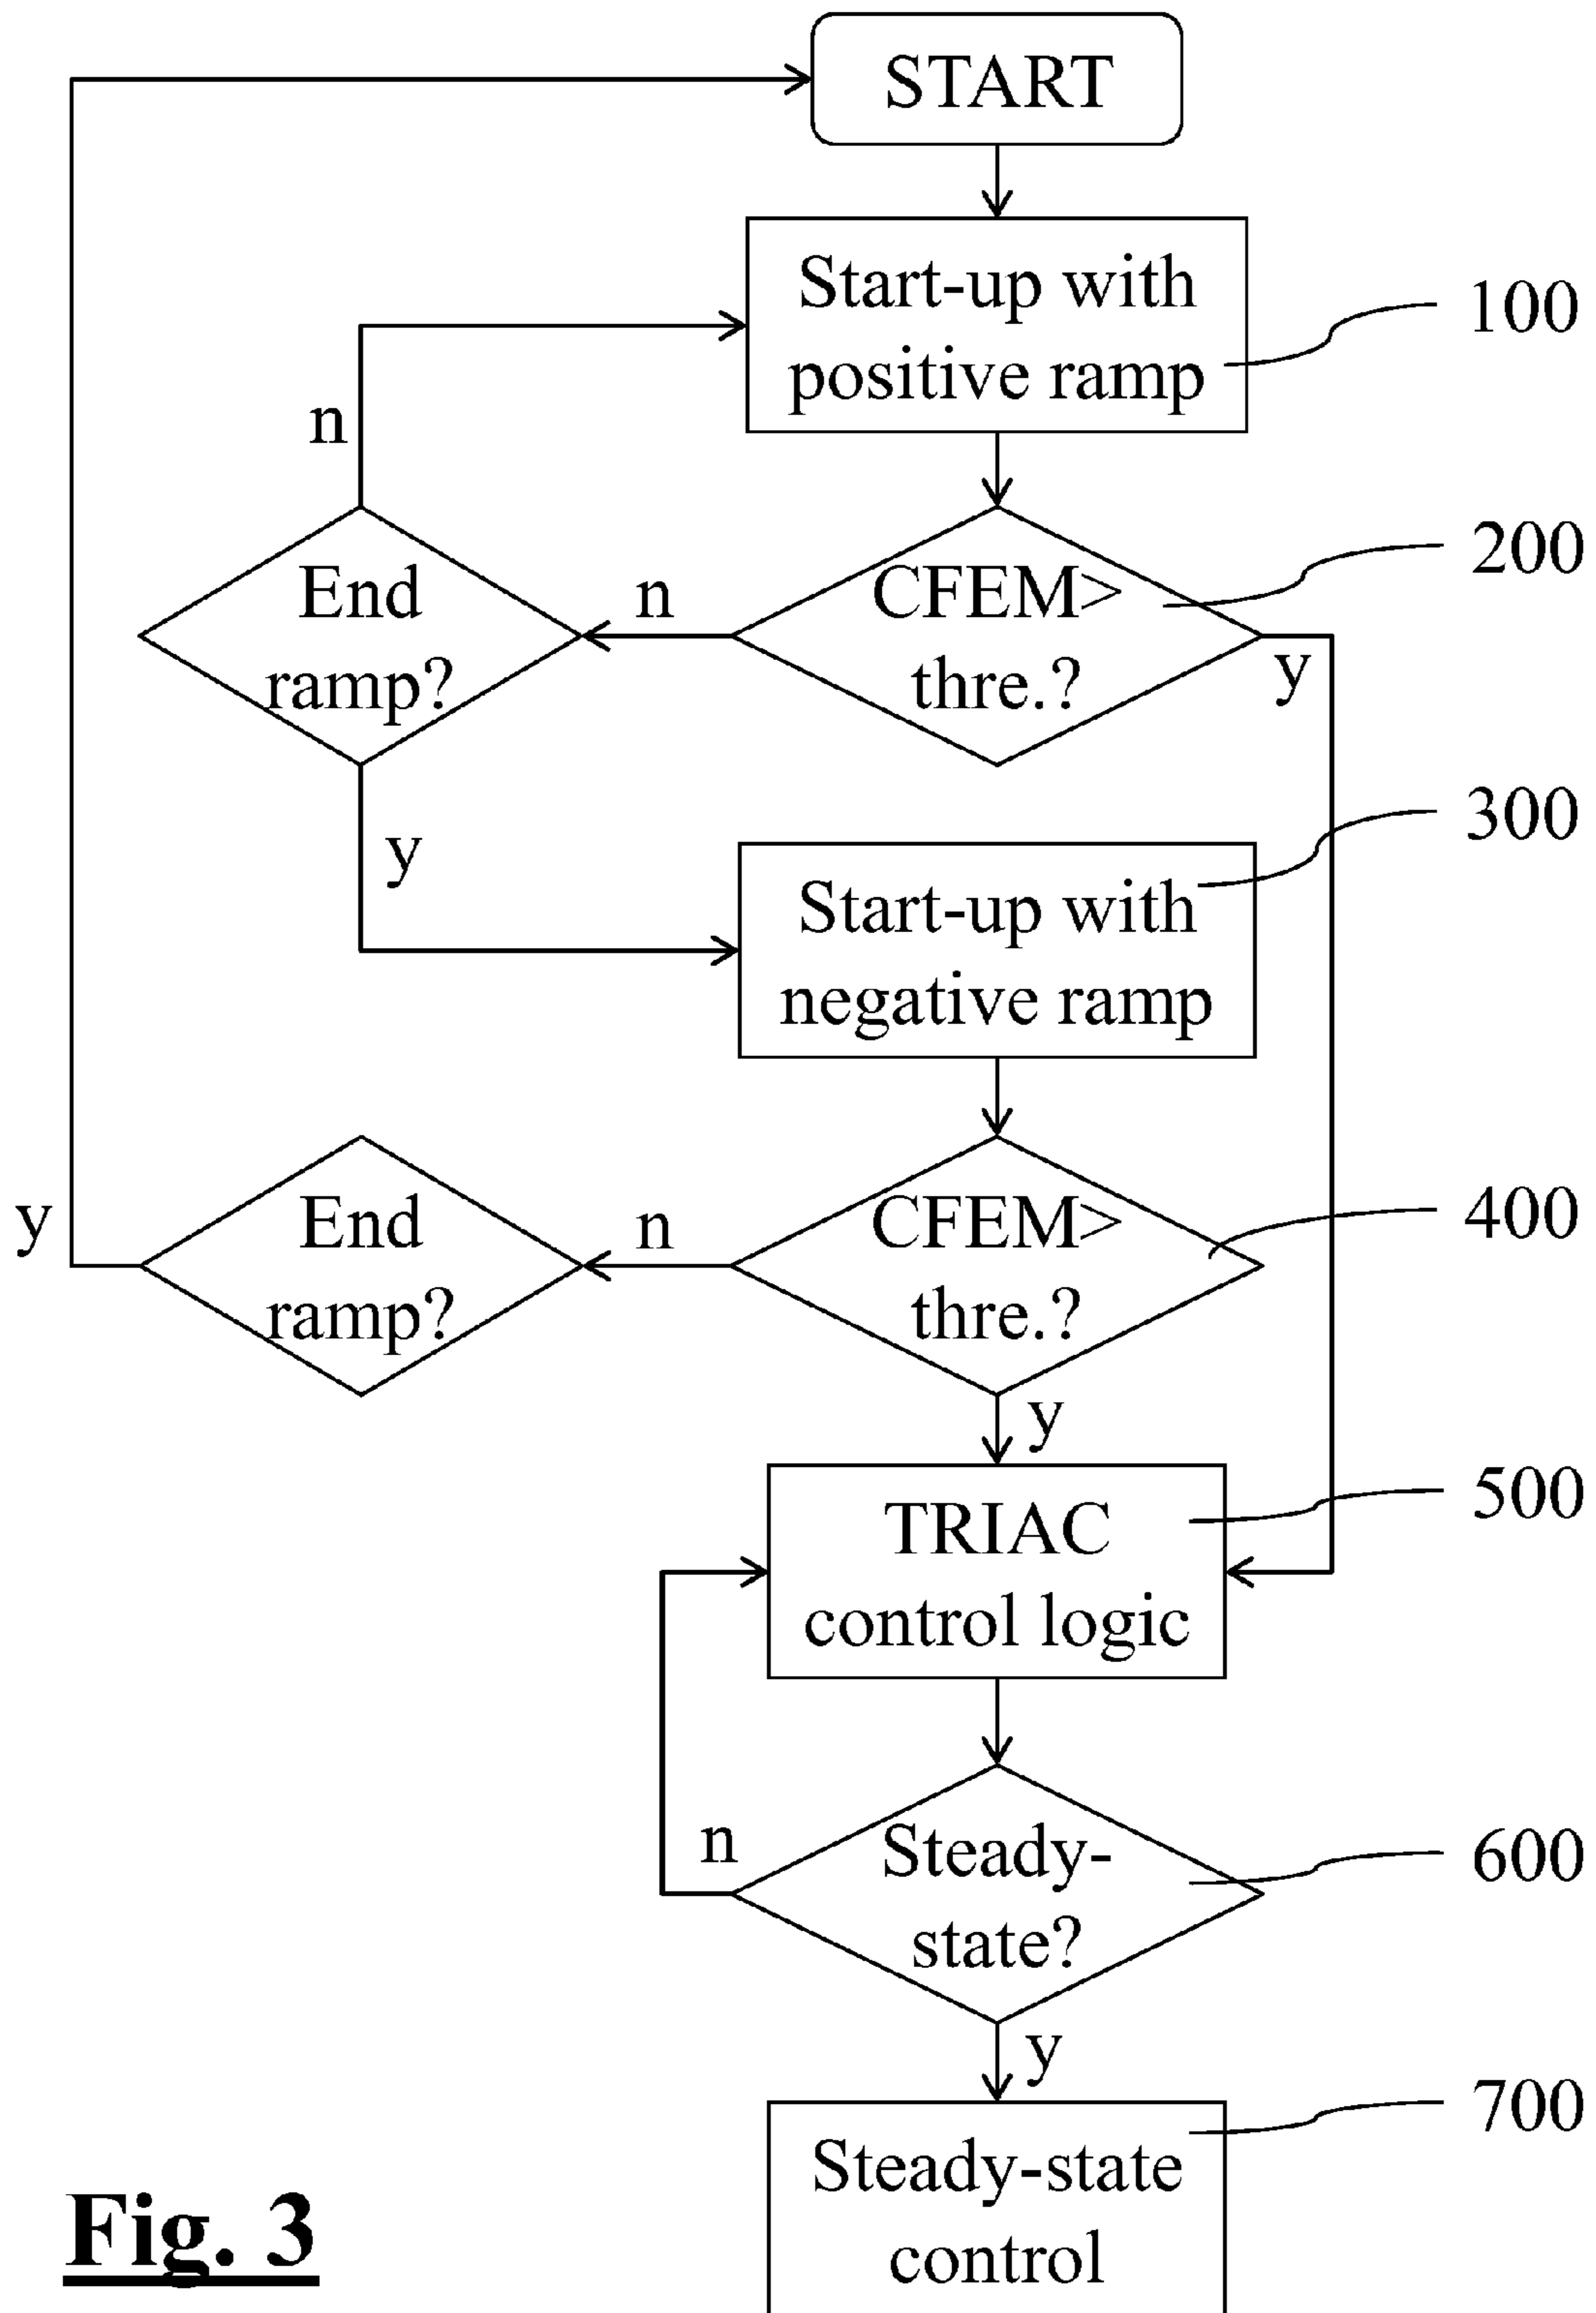 START
Start-up with
positive ramp
100
n
End
ramp?
n
CFEM>
thre.?
200
y
y
300
Start-up with
negative ramp
y
End
ramp?
n
CFEM>
thre.?
400
y
TRIAC
control logic
500
n
Steady-
state?
600
y
Steady-state
control
700
Fig. 3